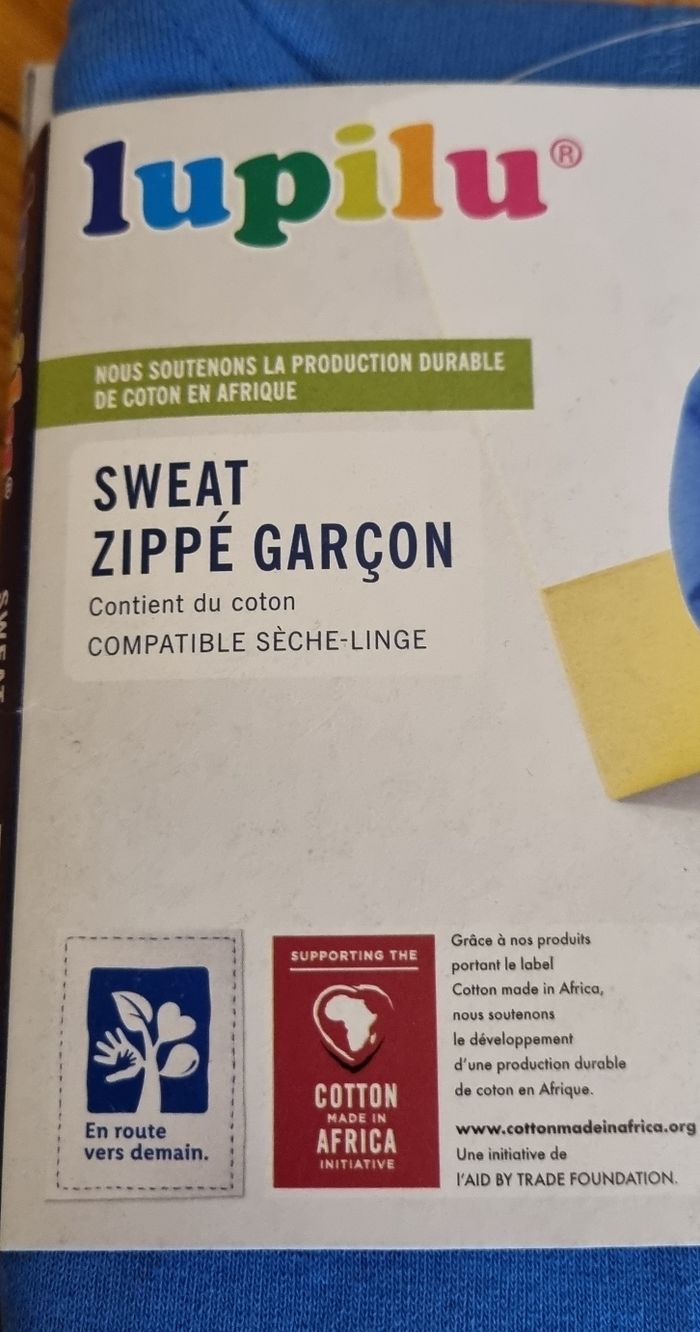 lupilu®
NOUS SOUTENONS LA PRODUCTION DURABLE
DE COTON EN AFRIQUE
SWEAT
ZIPPÉ GARÇON
Contient du coton
COMPATIBLE SÈCHE-LINGE
SWEAT
En route
vers demain.
SUPPORTING THE
COTTON
MADE IN
AFRICA
INITIATIVE
Grâce à nos produits
portant le label
Cotton made in Africa,
nous soutenons
le développement
d'une production durable
de coton en Afrique.
www.cottonmadeinafrica.org
Une initiative de
l'AID BY TRADE FOUNDATION.